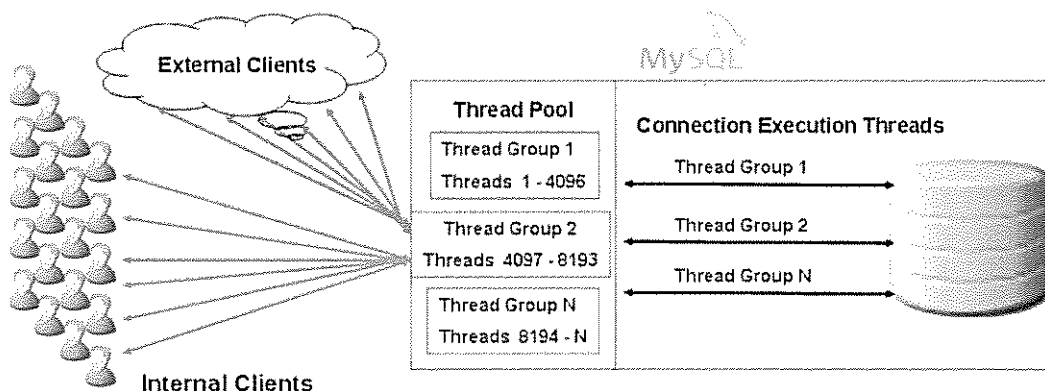 External Clients
MySQL
Thread Pool
Thread Group 1
Threads 1 - 4096
Thread Group 2
Threads 4097 - 8193
Thread Group N
Threads 8194 - N
Connection Execution Threads
Thread Group 1
Thread Group 2
Thread Group N
Internal Clients